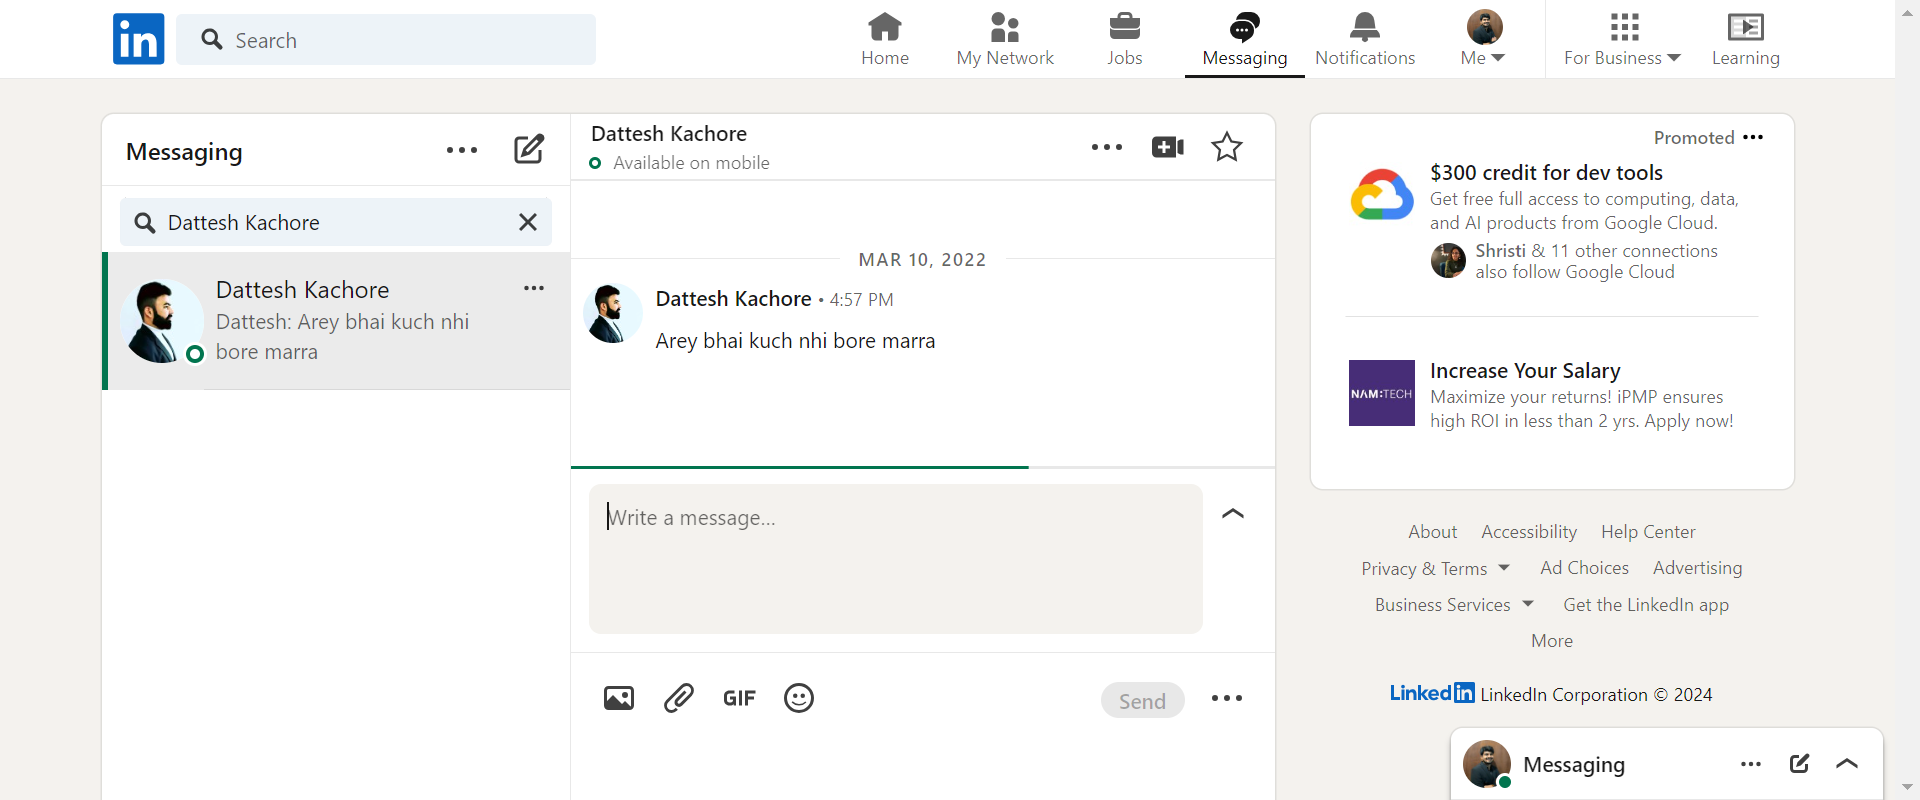 in
Search
Home
My Network
Jobs
Messaging
Notifications
Me
For Business
Learning
Messaging
Dattesh Kachore
Dattesh Kachore
Dattesh: Arey bhai kuch nhi
bore marra
Dattesh Kachore
Available on mobile
MAR 10, 2022
Dattesh Kachore • 4:57 PM
Arey bhai kuch nhi bore marra
Write a message...
GIF
Send
Promoted
$300 credit for dev tools
Get free full access to computing, data,
and AI products from Google Cloud.
Shristi & 11 other connections
also follow Google Cloud
NAM:TECH
Increase Your Salary
Maximize your returns! iPMP ensures
high ROI in less than 2 yrs. Apply now!
About Accessibility Help Center
Privacy & Terms Ad Choices Advertising
Business Services Get the LinkedIn app
More
LinkedIn LinkedIn Corporation © 2024
Messaging